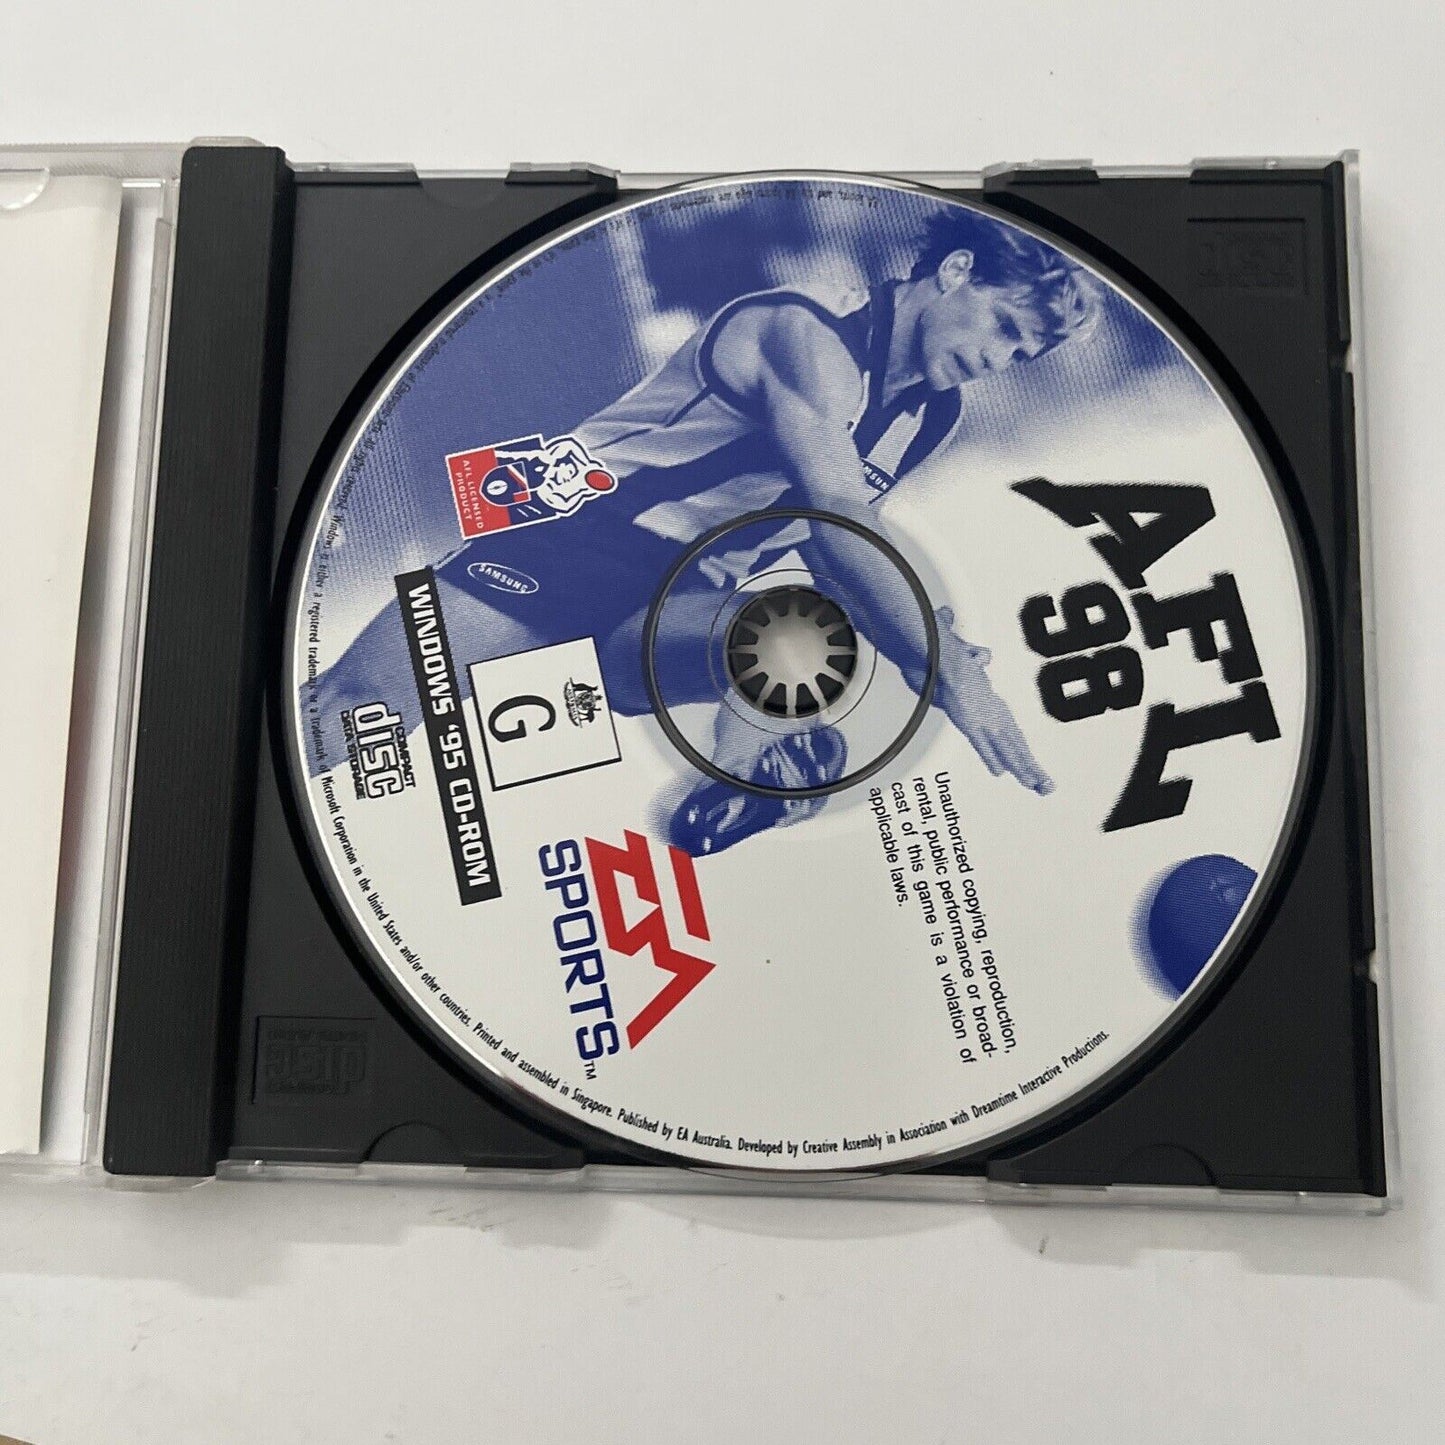 AFL
98
Unauthorized copying, reproduction,
rental, public performance or broad-
cast of this game is a violation of
applicable laws.
SAMSUNG
SAMSUNG
AFL LICENSED
PRODUCT
G
WINDOWS '95 CD-ROM
COMPACT
disc
DATA STORAGE
EA
SPORTS™
Windows is either a registered trademark or a trademark of Microsoft Corporation in the United States and/or other countries. Printed and assembled in Singapore. Published by EA Australia. Developed by Creative Assembly in Association with Dreamtime Interactive Productions.